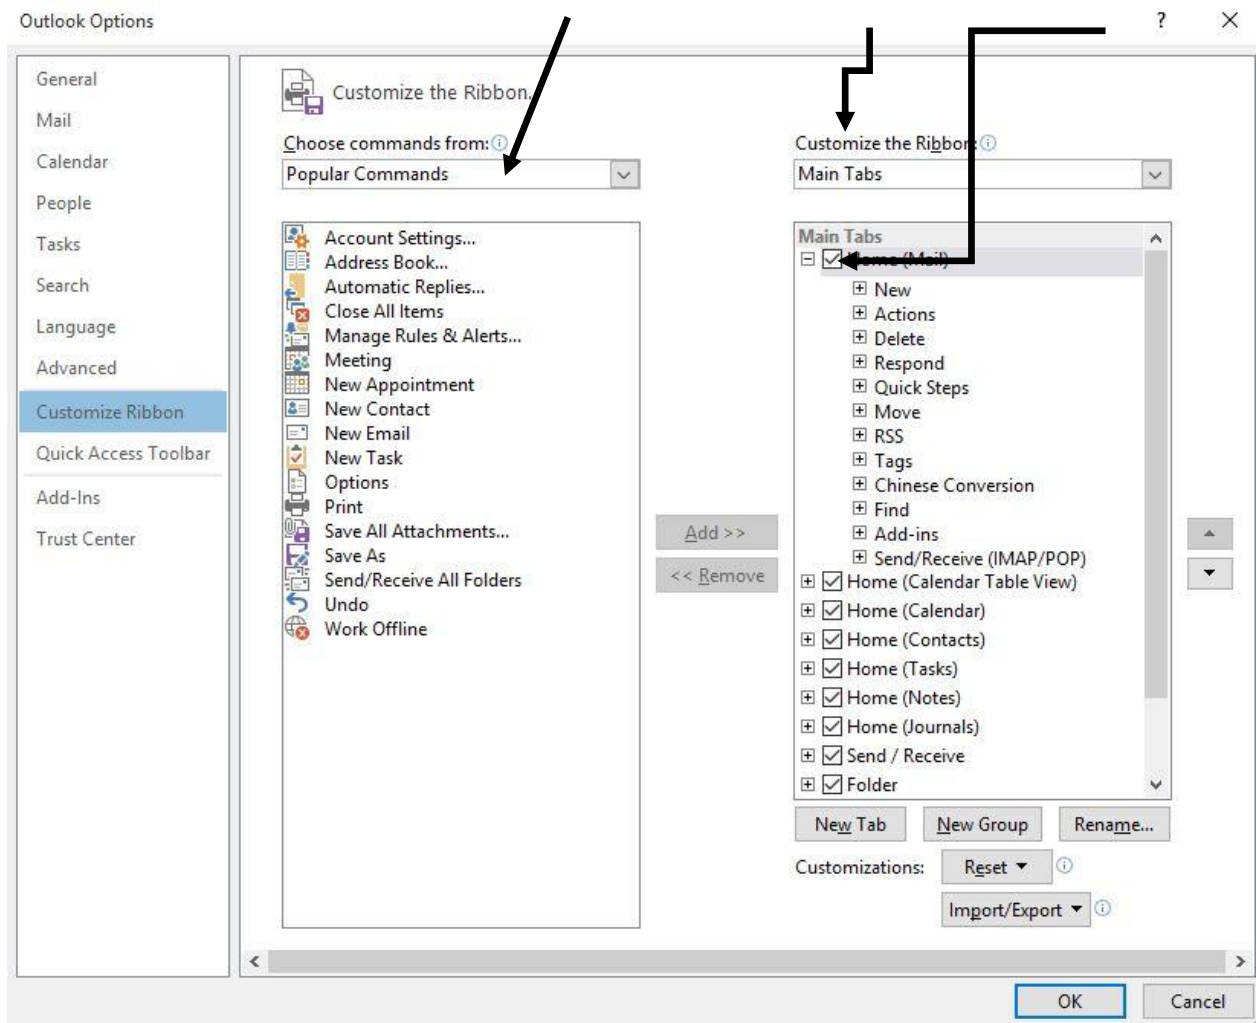 Outlook Options
?
General
Mail
Calendar
People
Tasks
Search
Language
Advanced
Customize Ribbon
Quick Access Toolbar
Add-Ins
Trust Center
Customize the Ribbon.
Choose commands from:
Popular Commands
Account Settings...
Address Book...
Automatic Replies...
Close All Items
Manage Rules & Alerts...
Meeting
New Appointment
New Contact
New Email
New Task
Options
Print
Save All Attachments...
Save As
Send/Receive All Folders
Undo
Work Offline
Add >>
<< Remove
Customize the Ribbon:
Main Tabs
Main Tabs
Home (Mail)
New
Actions
Delete
Respond
Quick Steps
Move
RSS
Tags
Chinese Conversion
Find
Add-ins
Send/Receive (IMAP/POP)
Home (Calendar Table View)
Home (Calendar)
Home (Contacts)
Home (Tasks)
Home (Notes)
Home (Journals)
Send / Receive
Folder
New Tab
New Group
Rename...
Customizations:
Reset
Import/Export
OK
Cancel